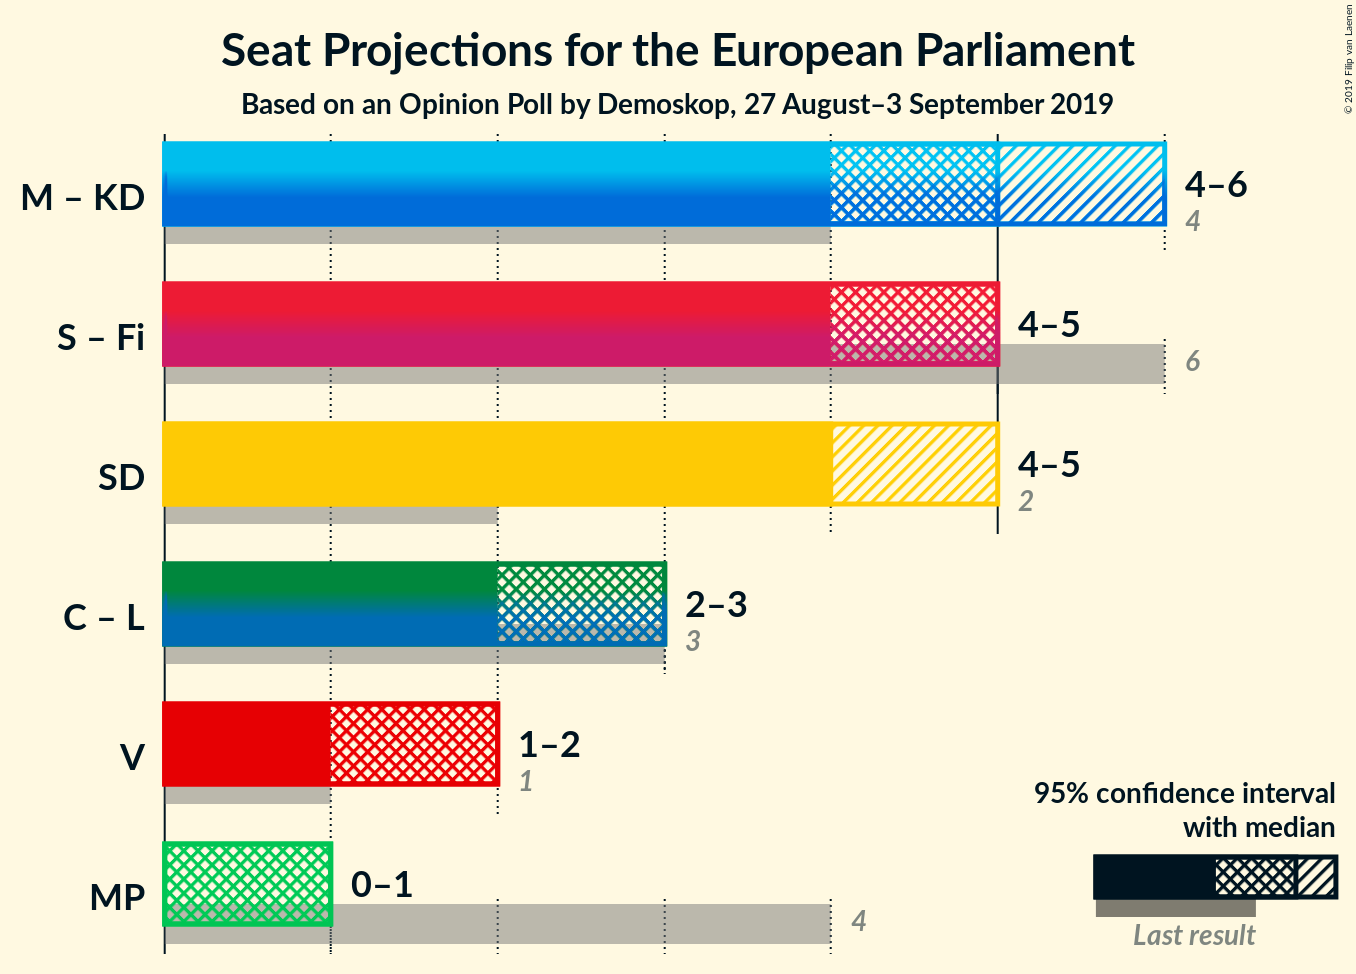 Seat Projections for the European Parliament
Based on an Opinion Poll by Demoskop, 27 August–3 September 2019
© 2019 Filip van Laenen
M – KD
4–6
4
S – Fi
4–5
6
SD
4–5
2
C – L
2–3
3
V
1–2
1
MP
0–1
4
95% confidence interval
with median
Last result